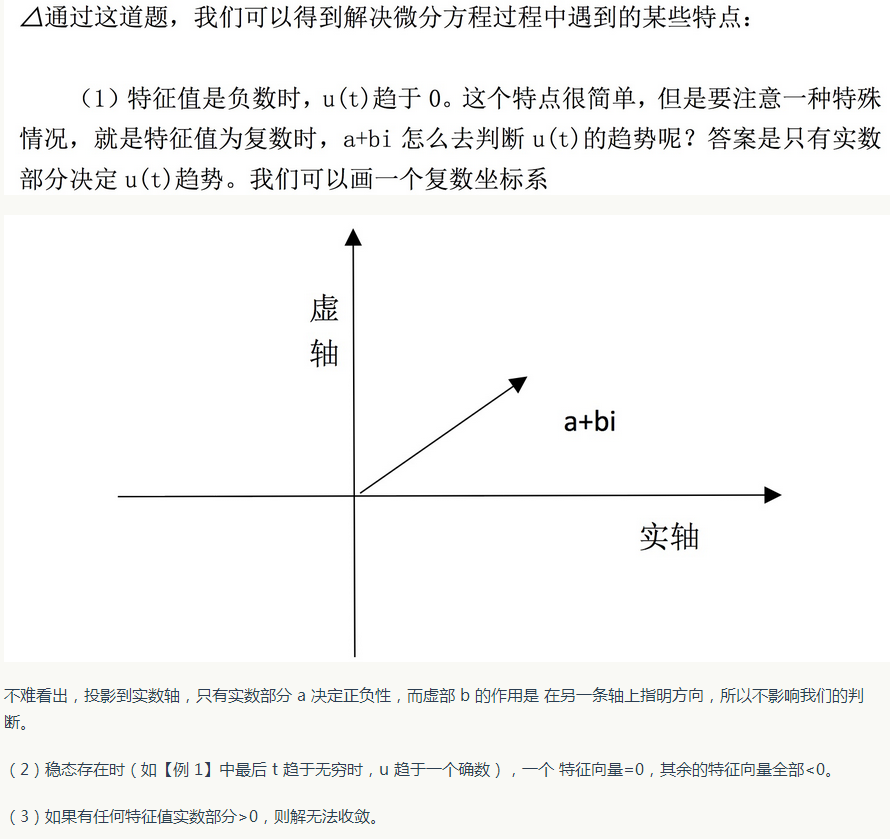 △通过这道题，我们可以得到解决微分方程过程中遇到的某些特点：
（1）特征值是负数时，u(t)趋于 0。这个特点很简单，但是要注意一种特殊
情况，就是特征值为复数时，a+bi 怎么去判断 u(t)的趋势呢？答案是只有实数
部分决定 u(t)趋势。我们可以画一个复数坐标系
虚
轴
a+bi
实轴
不难看出，投影到实数轴，只有实数部分 a 决定正负性，而虚部 b 的作用是 在另一条轴上指明方向，所以不影响我们的判
断。
（2）稳态存在时（如【例 1】中最后 t 趋于无穷时，u 趋于一个确数），一个 特征向量=0，其余的特征向量全部<0。
（3）如果有任何特征值实数部分>0，则解无法收敛。